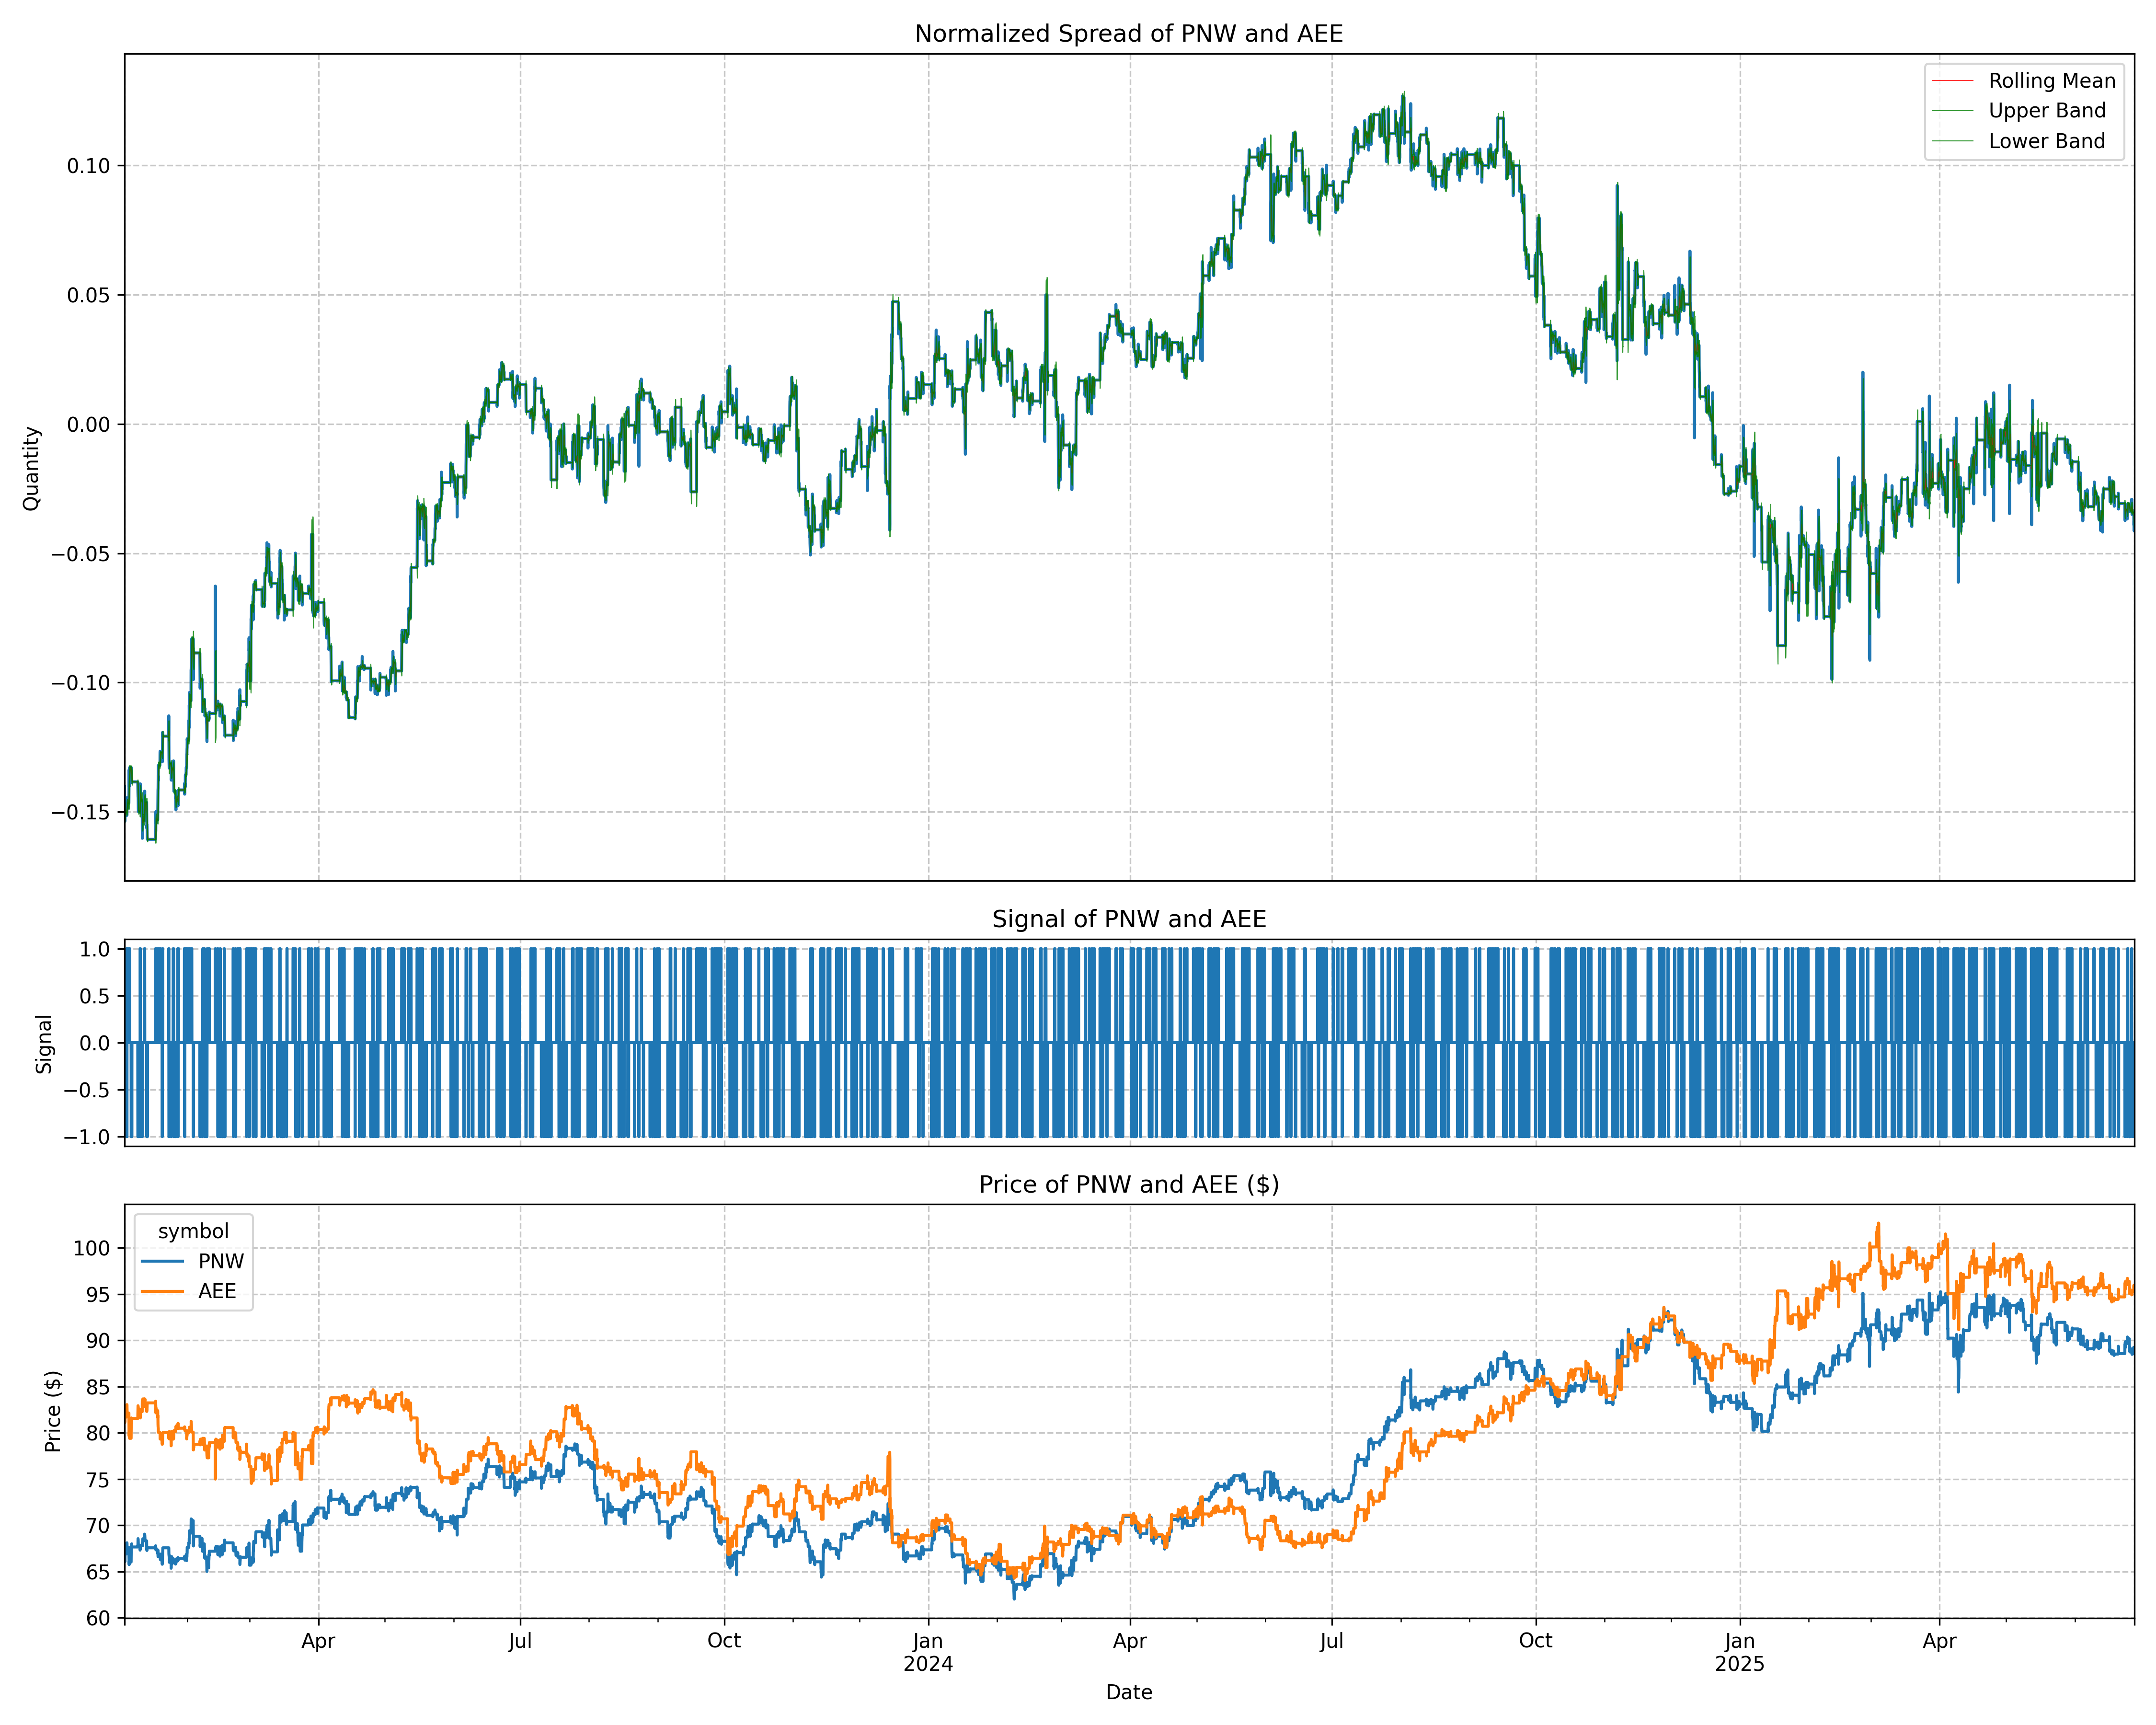 Normalized Spread of PNW and AEE
Rolling Mean
Upper Band
Lower Band
Quantity
0.10
0.05
0.00
−0.05
−0.10
−0.15
Signal of PNW and AEE
Signal
1.0
0.5
0.0
−0.5
−1.0
Price of PNW and AEE ($)
symbol
PNW
AEE
Price ($)
100
95
90
85
80
75
70
65
60
Apr
Jul
Oct
Jan
2024
Apr
Jul
Oct
Jan
2025
Apr
Date